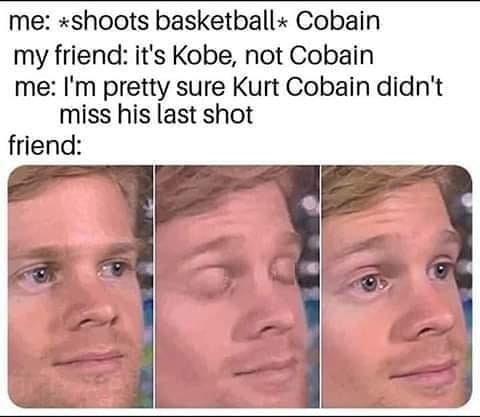 me: *shoots basketball* Cobain
my friend: it's Kobe, not Cobain
me: I'm pretty sure Kurt Cobain didn't
miss his last shot
friend: